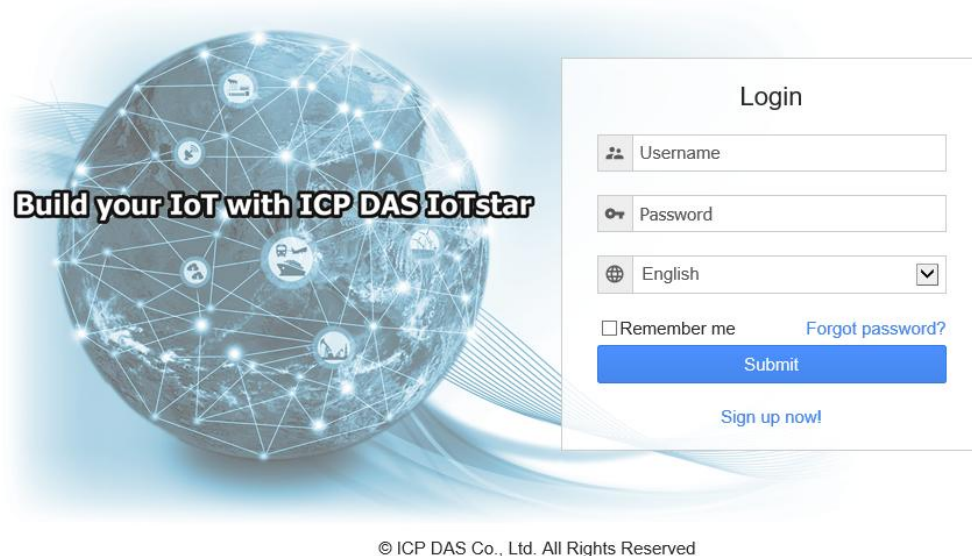 Build your IoT with ICP DAS IoTstar
Login
Username
Password
English
Remember me Forgot password?
Submit
Sign up now!
© ICP DAS Co., Ltd. All Rights Reserved